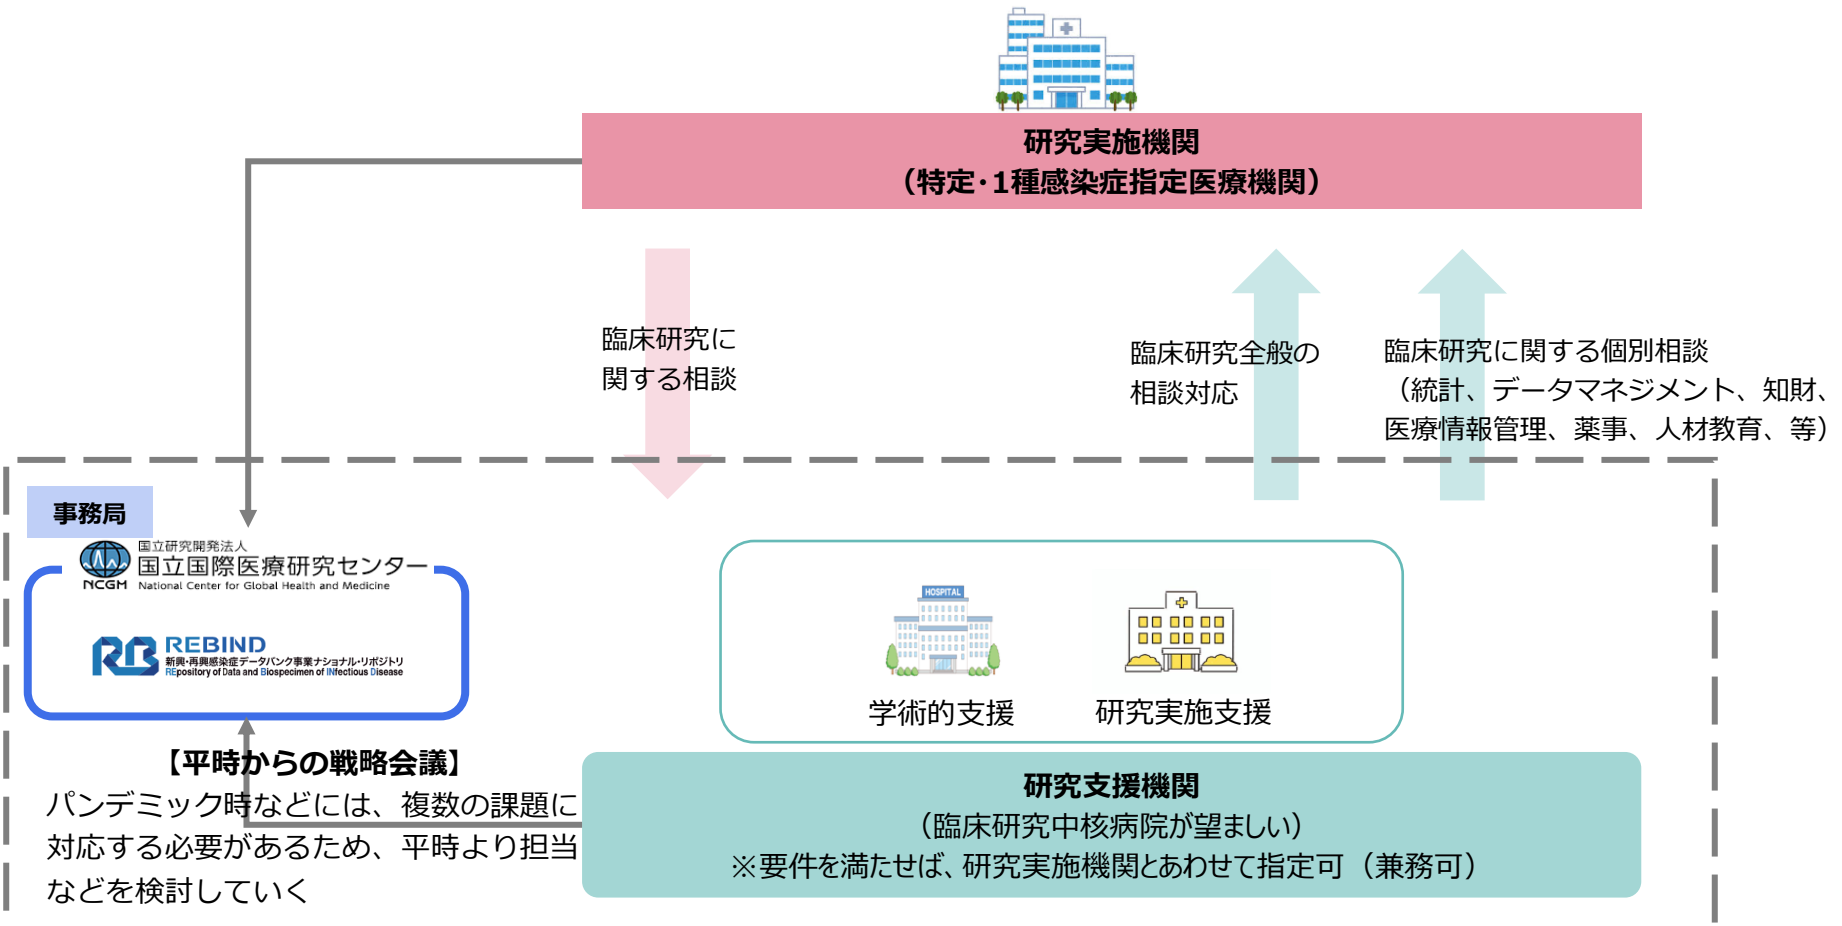 研究実施機関
（特定・1種感染症指定医療機関）
臨床研究に
関する相談
臨床研究全般の
相談対応
臨床研究に関する個別相談
（統計、データマネジメント、知財、
医療情報管理、薬事、人材教育、等）
事務局
国立研究開発法人
国立国際医療研究センター
NCGM National Center for Global Health and Medicine
REBIND
新興・再興感染症データバンク事業ナショナル・リポジトリ
REpository of Data and Biospecimen of INfectious Disease
HOSPITAL
学術的支援
研究実施支援
【平時からの戦略会議】
パンデミック時などには、複数の課題に
対応する必要があるため、平時より担当
などを検討していく
研究支援機関
（臨床研究中核病院が望ましい）
※要件を満たせば、研究実施機関とあわせて指定可（兼務可）